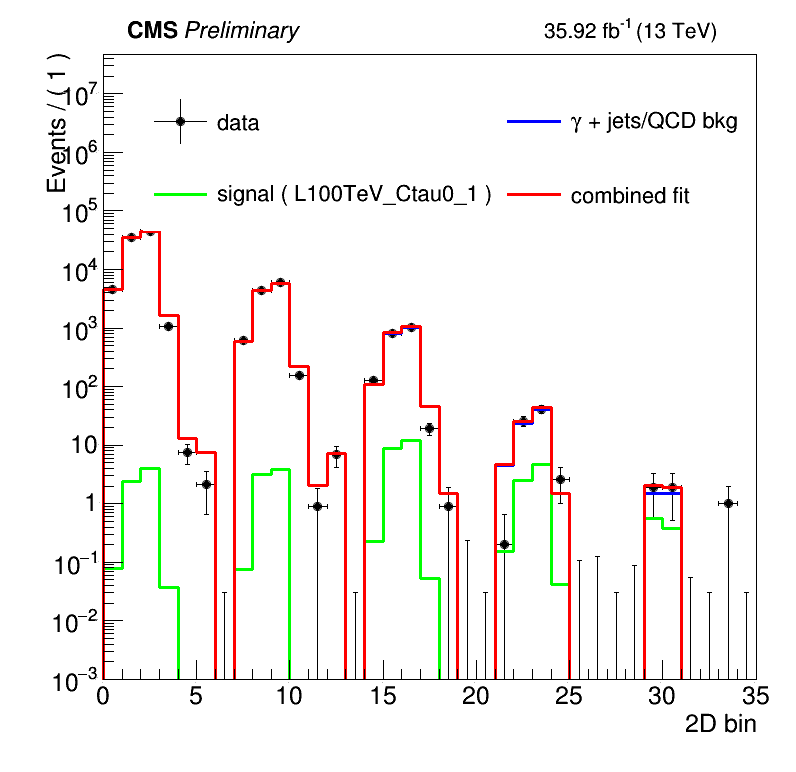 CMS Preliminary 35.92 fb⁻¹ (13 TeV)
Events / ( 1 )
10⁷
10⁶
10⁵
10⁴
10³
10²
10
1
10⁻¹
10⁻²
10⁻³
data
γ + jets/QCD bkg
signal ( L100TeV_Ctau0_1 )
combined fit
0 5 10 15 20 25 30 35
2D bin